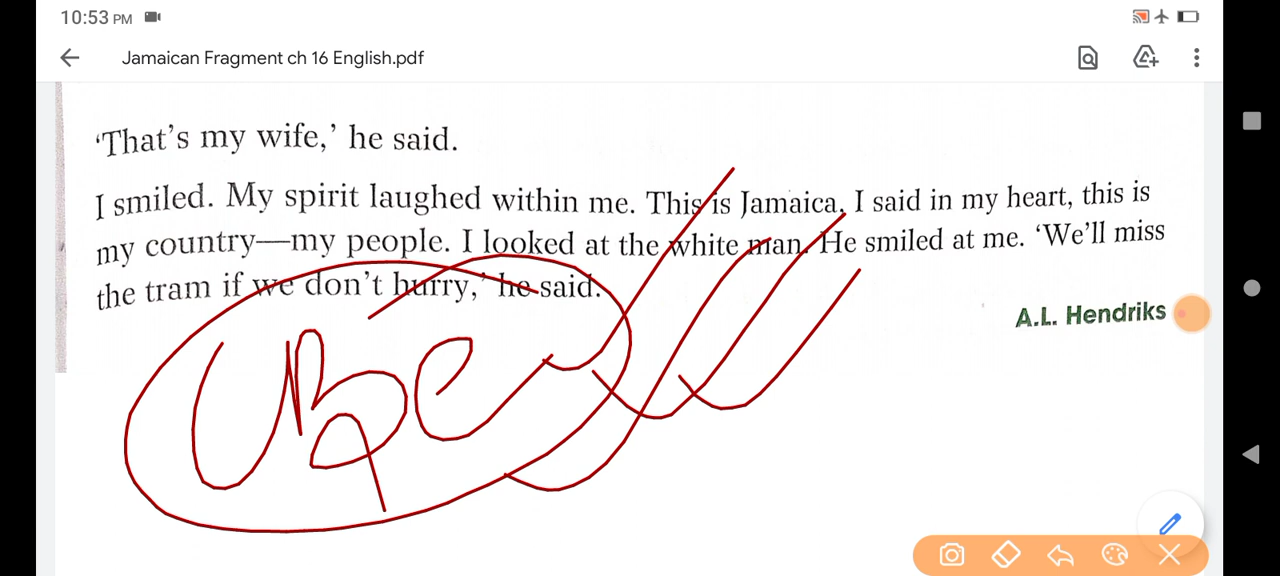 10:53 PM
Jamaican Fragment ch 16 English.pdf
‘That’s my wife,’ he said.
I smiled. My spirit laughed within me. This is Jamaica, I said in my heart, this is
my country—my people. I looked at the white man. He smiled at me. ‘We’ll miss
the tram if we don’t hurry,’ he said.
A.L. Hendriks